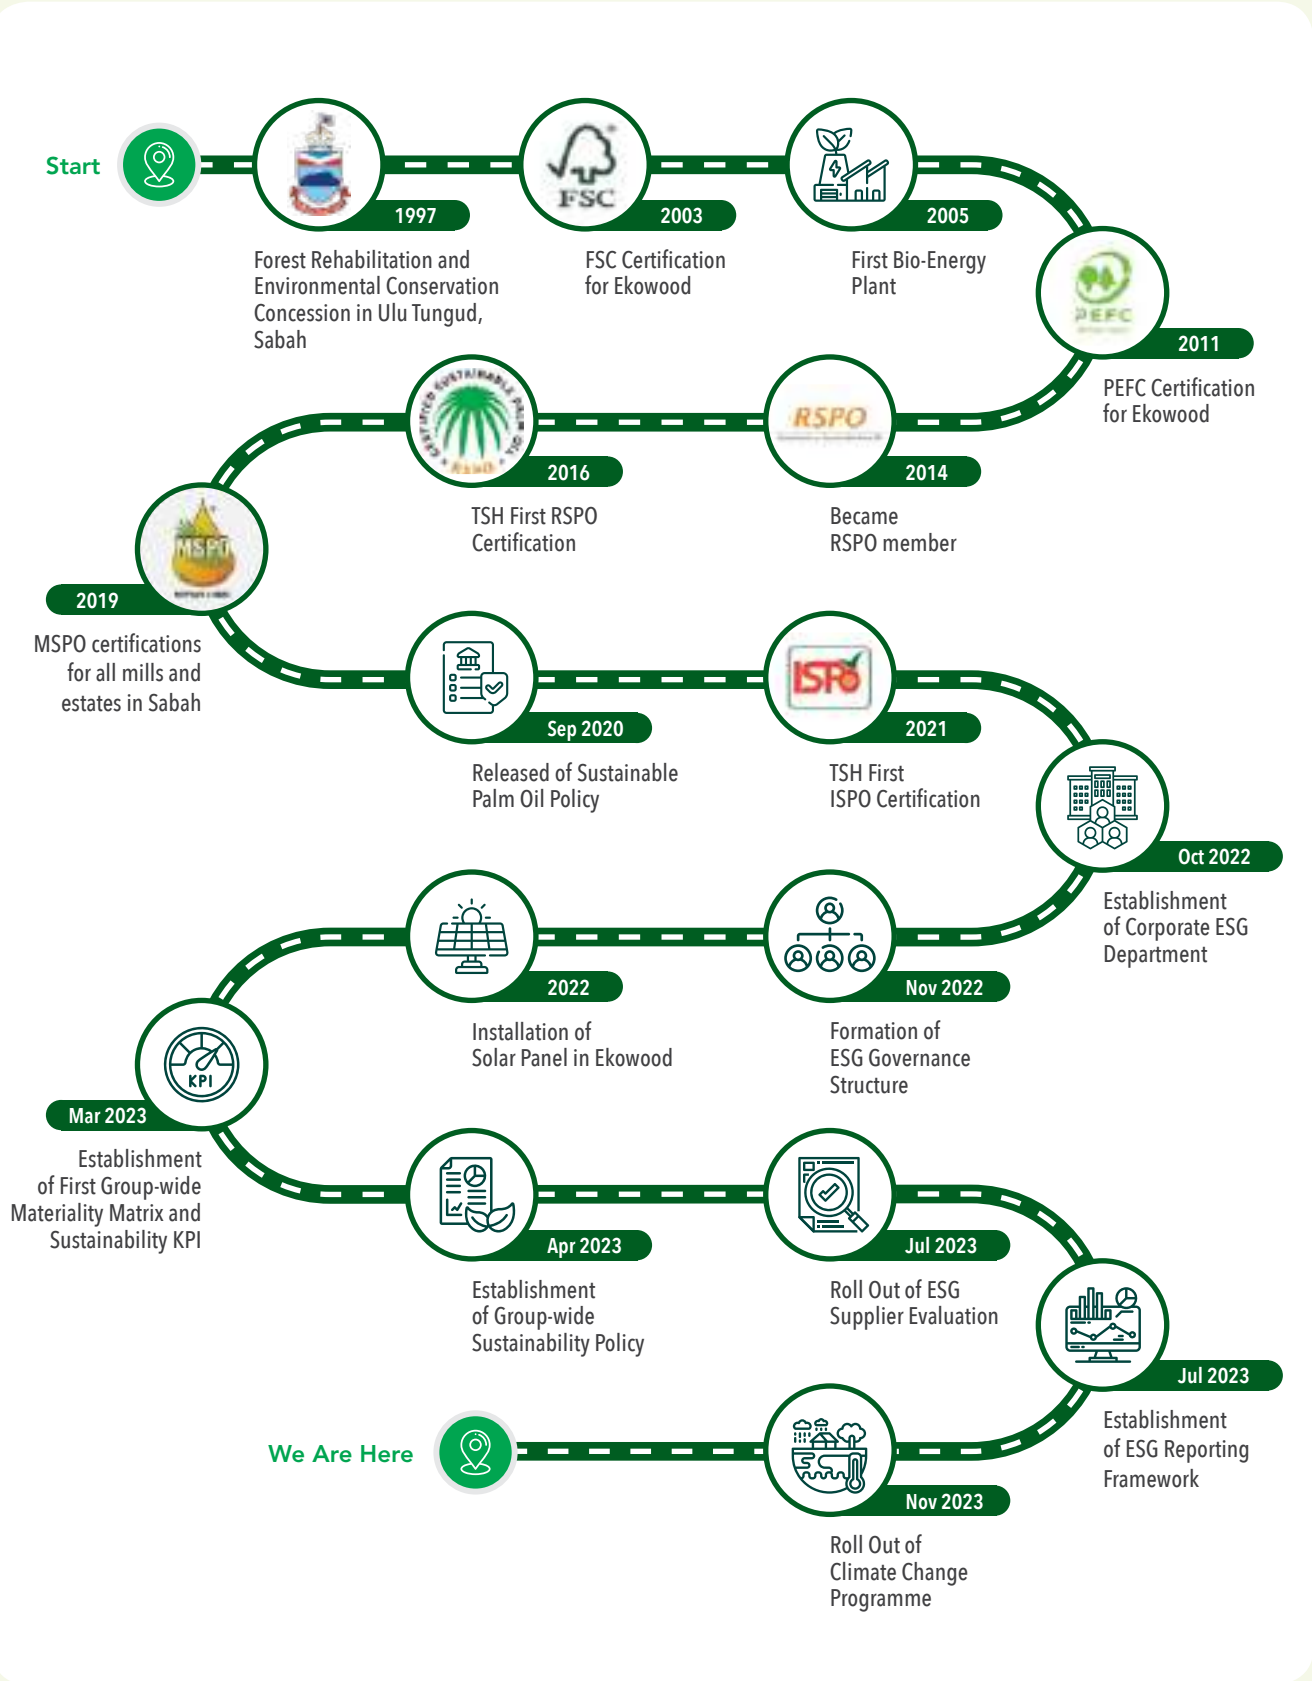 Start
FSC
1997
2003
2005
Forest Rehabilitation and
Environmental Conservation
Concession in Ulu Tungud,
Sabah
FSC Certification
for Ekowood
First Bio-Energy
Plant
PEFC
2011
PEFC Certification
for Ekowood
RSPO
2014
Became
RSPO member
CERTIFIED SUSTAINABLE PALM OIL
RSPO
2016
TSH First RSPO
Certification
MSPO
2019
MSPO certifications
for all mills and
estates in Sabah
Sep 2020
Released of Sustainable
Palm Oil Policy
ISPO
2021
TSH First
ISPO Certification
Oct 2022
Establishment
of Corporate ESG
Department
Nov 2022
Formation of
ESG Governance
Structure
2022
Installation of
Solar Panel in Ekowood
KPI
Mar 2023
Establishment
of First Group-wide
Materiality Matrix and
Sustainability KPI
Apr 2023
Establishment
of Group-wide
Sustainability Policy
Jul 2023
Roll Out of ESG
Supplier Evaluation
Jul 2023
Establishment
of ESG Reporting
Framework
Nov 2023
Roll Out of
Climate Change
Programme
We Are Here